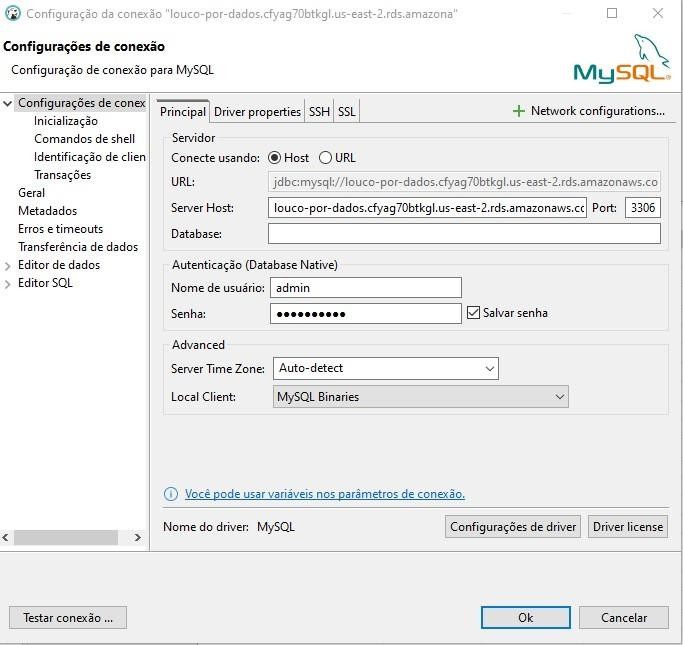 Configuração da conexão "louco-por-dados.cfyag70btkgl.us-east-2.rds.amazona"
Configurações de conexão
Configuração de conexão para MySQL
MySQL®
Configurações de conex
Inicialização
Comandos de shell
Identificação de clien
Transações
Geral
Metadados
Erros e timeouts
Transferência de dados
Editor de dados
Editor SQL
Principal Driver properties SSH SSL Network configurations...
Servidor
Conecte usando: Host URL
URL: jdbc:mysql://louco-por-dados.cfyag70btkgl.us-east-2.rds.amazonaws.co
Server Host: louco-por-dados.cfyag70btkgl.us-east-2.rds.amazonaws.cc Port: 3306
Database:
Autenticação (Database Native)
Nome de usuário: admin
Senha: ●●●●●●●●●● Salvar senha
Advanced
Server Time Zone: Auto-detect
Local Client: MySQL Binaries
Você pode usar variáveis nos parâmetros de conexão.
Nome do driver: MySQL Configurações de driver Driver license
Testar conexão ... Ok Cancelar